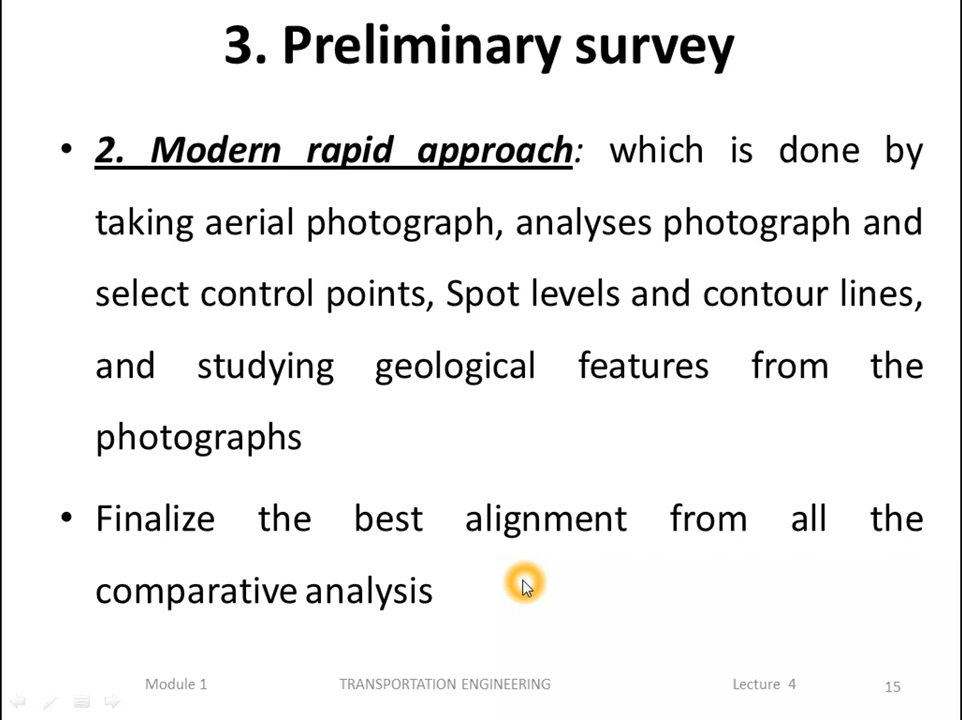 3. Preliminary survey
• 2. Modern rapid approach: which is done by
taking aerial photograph, analyses photograph and
select control points, Spot levels and contour lines,
and studying geological features from the
photographs
• Finalize the best alignment from all the
comparative analysis
Module 1 TRANSPORTATION ENGINEERING Lecture 4 15